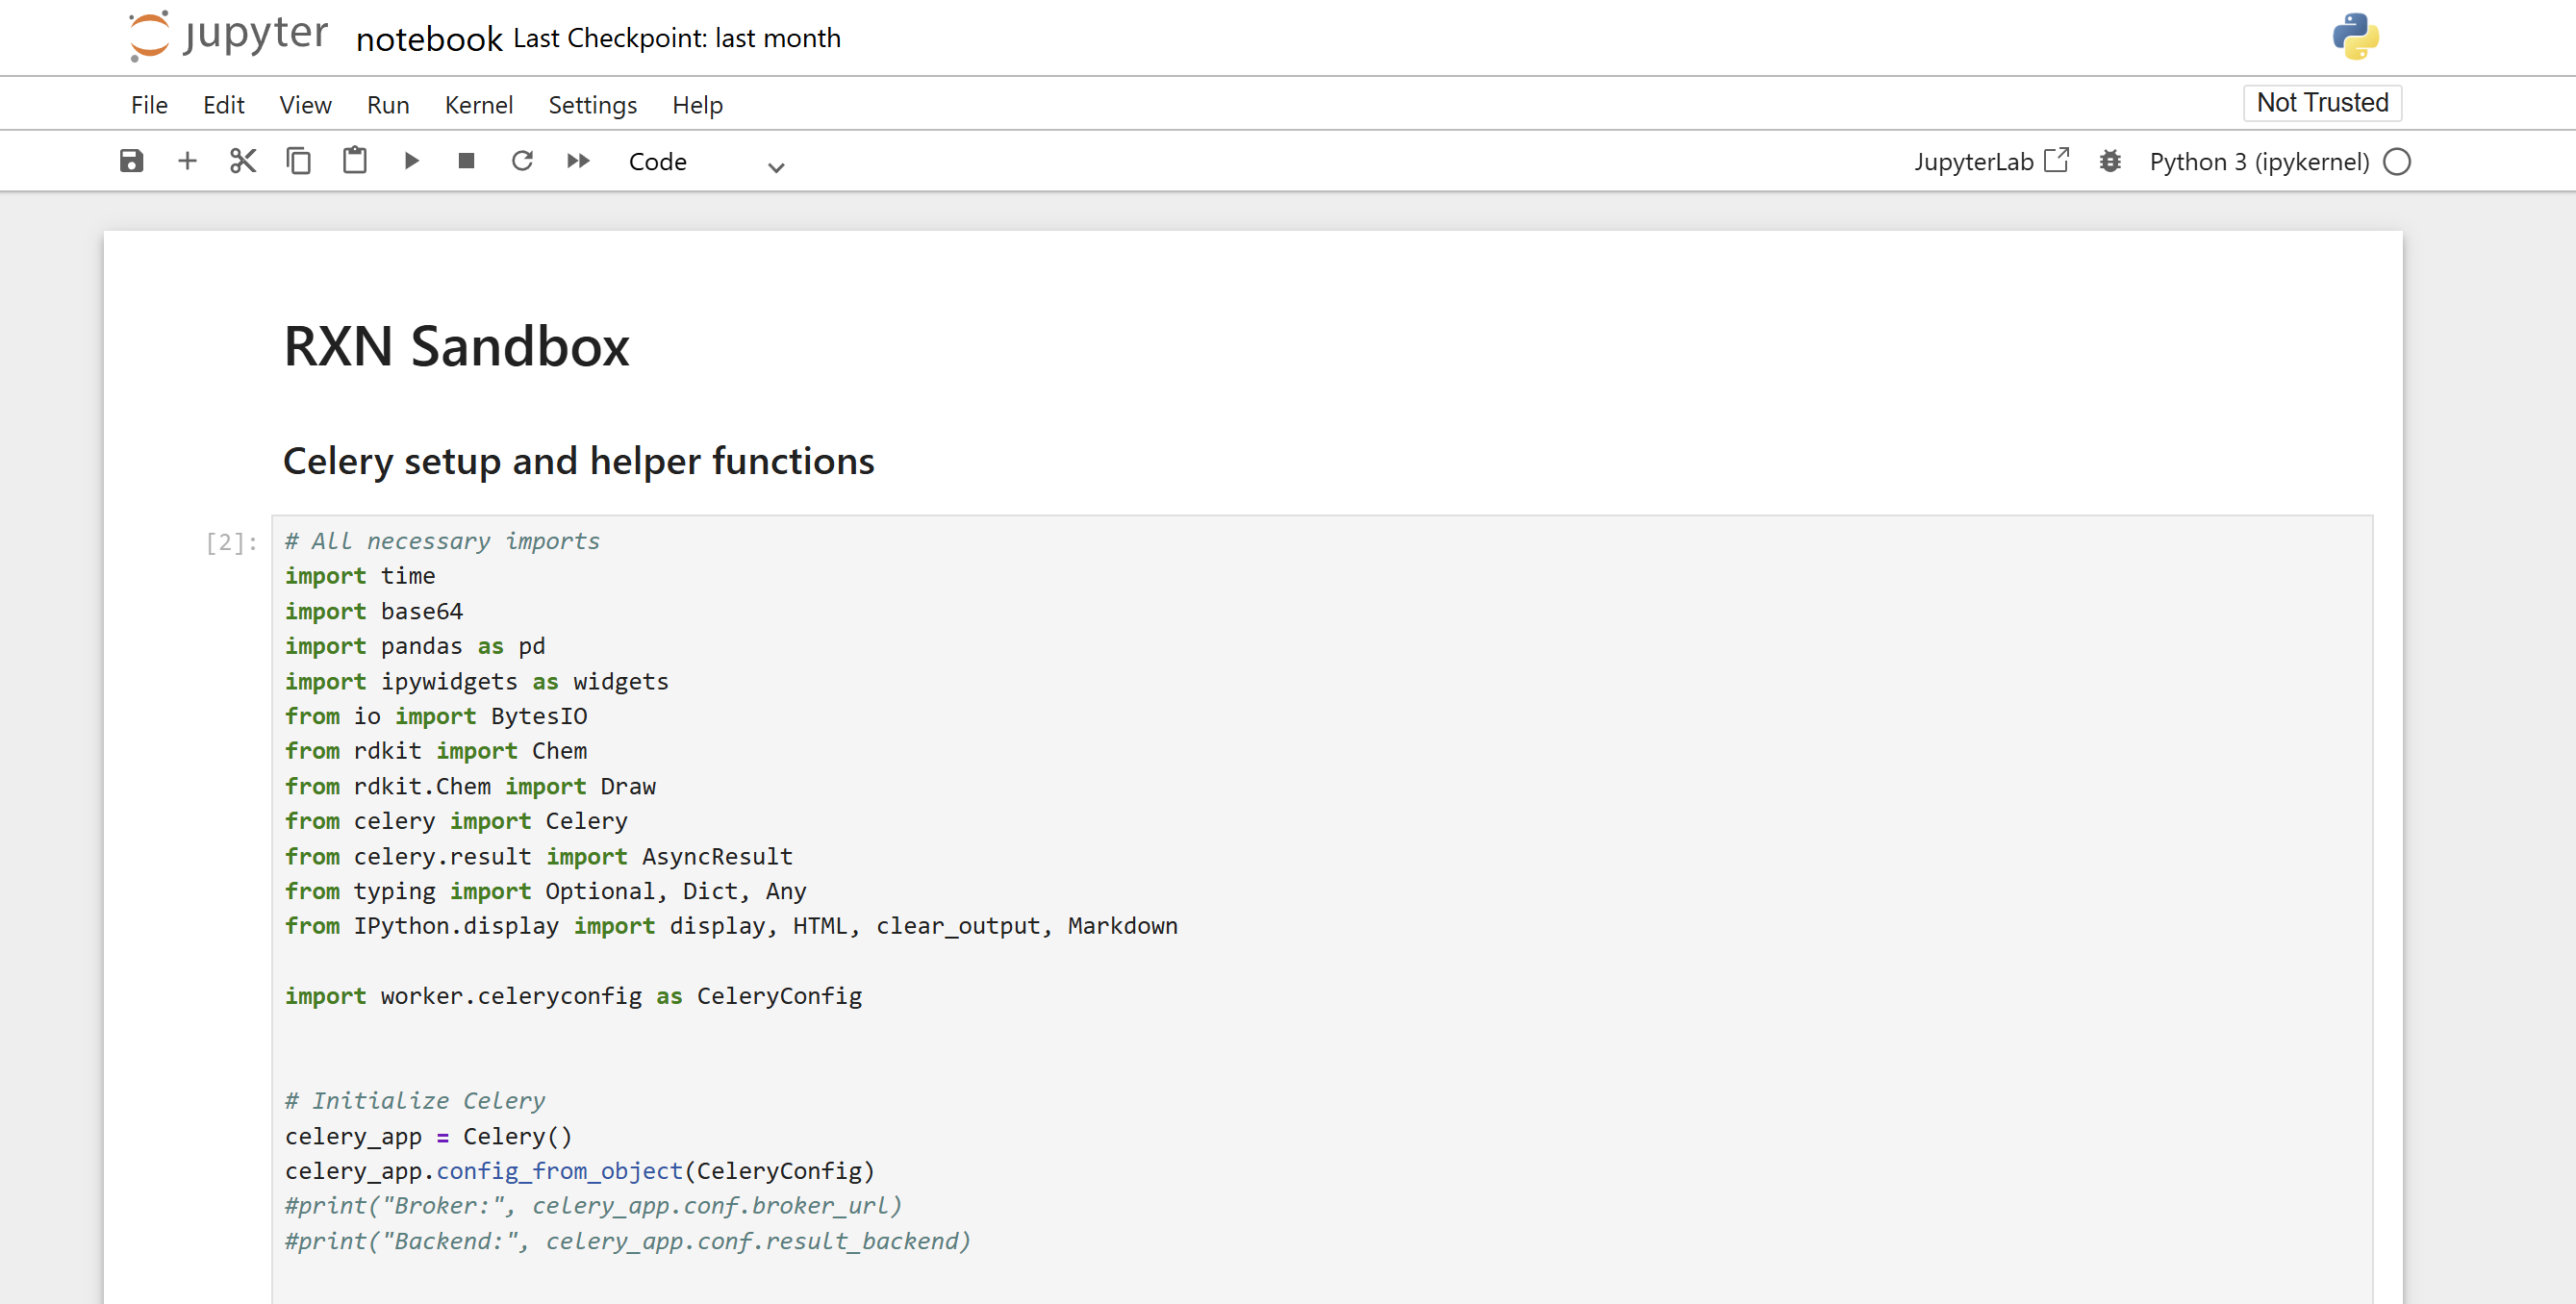 jupyter notebook Last Checkpoint: last month
File Edit View Run Kernel Settings Help Not Trusted
Code JupyterLab Python 3 (ipykernel)
RXN Sandbox
Celery setup and helper functions
[2]: # All necessary imports
import time
import base64
import pandas as pd
import ipywidgets as widgets
from io import BytesIO
from rdkit import Chem
from rdkit.Chem import Draw
from celery import Celery
from celery.result import AsyncResult
from typing import Optional, Dict, Any
from IPython.display import display, HTML, clear_output, Markdown
import worker.celeryconfig as CeleryConfig
# Initialize Celery
celery_app = Celery()
celery_app.config_from_object(CeleryConfig)
#print("Broker:", celery_app.conf.broker_url)
#print("Backend:", celery_app.conf.result_backend)